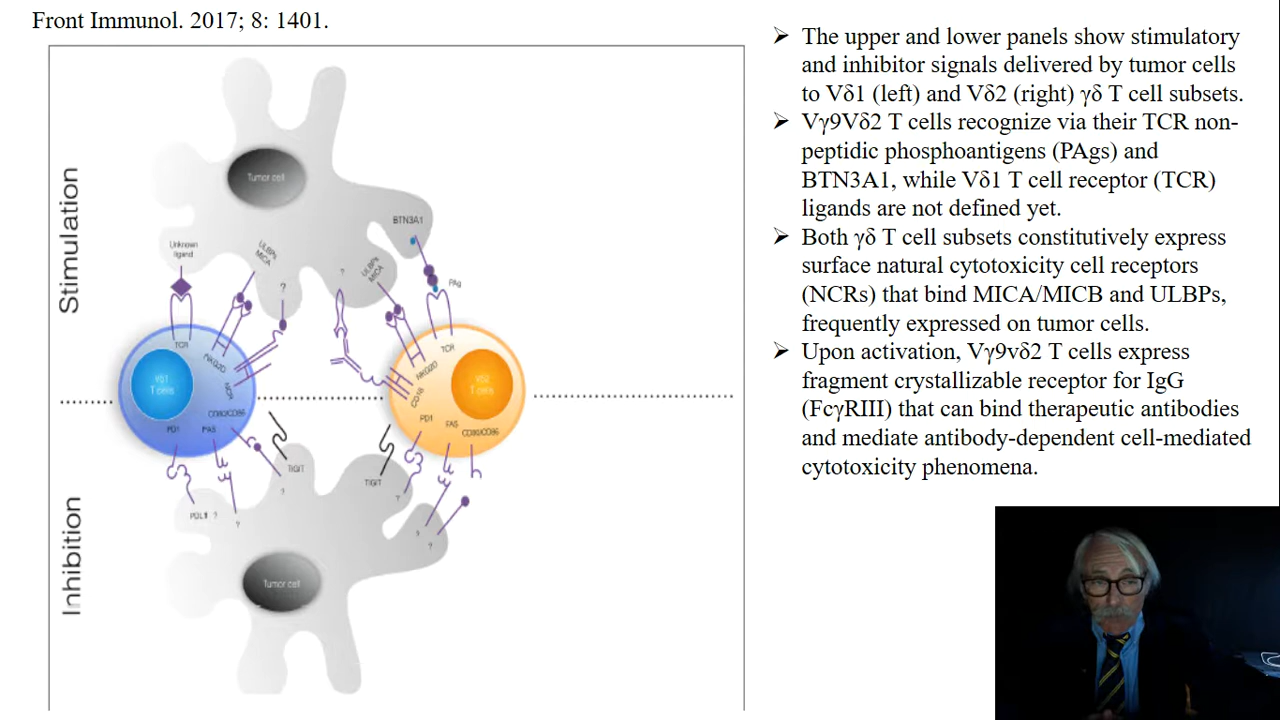 Front Immunol. 2017; 8: 1401.
Stimulation
Inhibition
Tumor cell
BTN3A1
Unknown
ligand
ULBPs
MICA
?
?
ULBPs
MICA
PAg
TCR
NKG2D
NCR
Vδ1
T cells
CD80/CD86
PD1
FAS
TCR
NKG2D
CD16
Vδ2
T cells
PD1
FAS
CD80/CD86
TIGIT
?
TIGIT
?
PDL1 ?
?
?
?
Tumor cell
➢ The upper and lower panels show stimulatory
and inhibitor signals delivered by tumor cells
to Vδ1 (left) and Vδ2 (right) γδ T cell subsets.
➢ Vγ9Vδ2 T cells recognize via their TCR non-
peptidic phosphoantigens (PAgs) and
BTN3A1, while Vδ1 T cell receptor (TCR)
ligands are not defined yet.
➢ Both γδ T cell subsets constitutively express
surface natural cytotoxicity cell receptors
(NCRs) that bind MICA/MICB and ULBPs,
frequently expressed on tumor cells.
➢ Upon activation, Vγ9vδ2 T cells express
fragment crystallizable receptor for IgG
(FcγRIII) that can bind therapeutic antibodies
and mediate antibody-dependent cell-mediated
cytotoxicity phenomena.